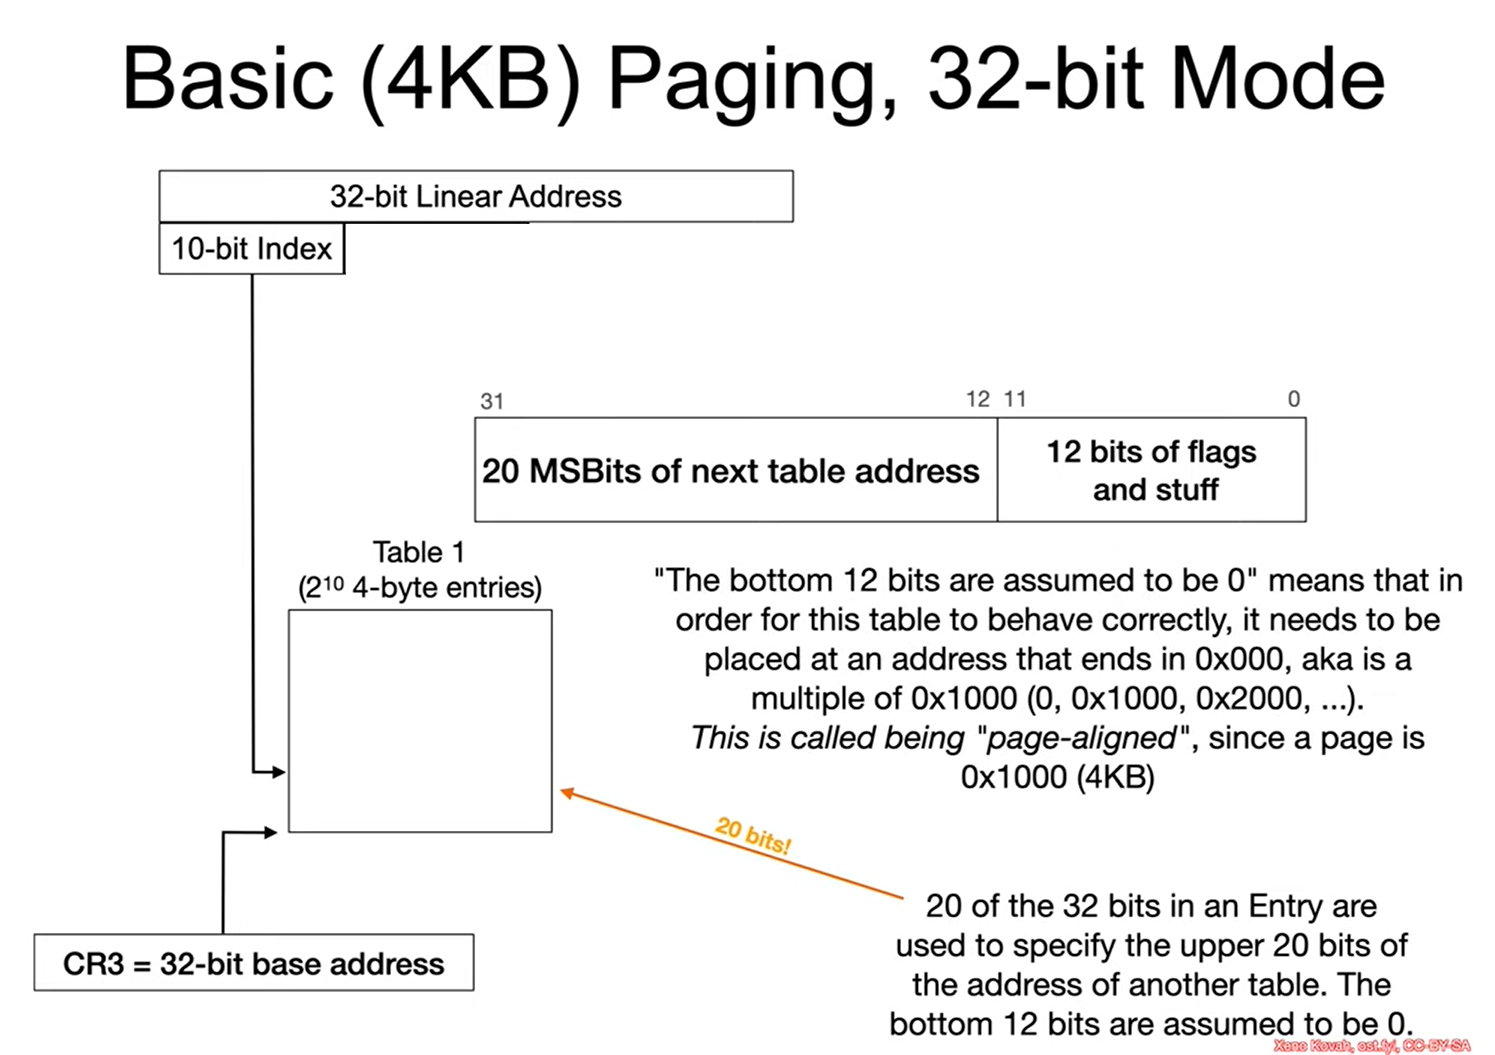 Basic (4KB) Paging, 32-bit Mode
32-bit Linear Address
10-bit Index
31 12 11 0
20 MSBits of next table address
12 bits of flags
and stuff
Table 1
(2¹⁰ 4-byte entries)
"The bottom 12 bits are assumed to be 0" means that in
order for this table to behave correctly, it needs to be
placed at an address that ends in 0x000, aka is a
multiple of 0x1000 (0, 0x1000, 0x2000, ...).
This is called being "page-aligned", since a page is
0x1000 (4KB)
20 bits!
20 of the 32 bits in an Entry are
used to specify the upper 20 bits of
the address of another table. The
bottom 12 bits are assumed to be 0.
CR3 = 32-bit base address
Xeno Kovah, ost.fyi, CC-BY-SA